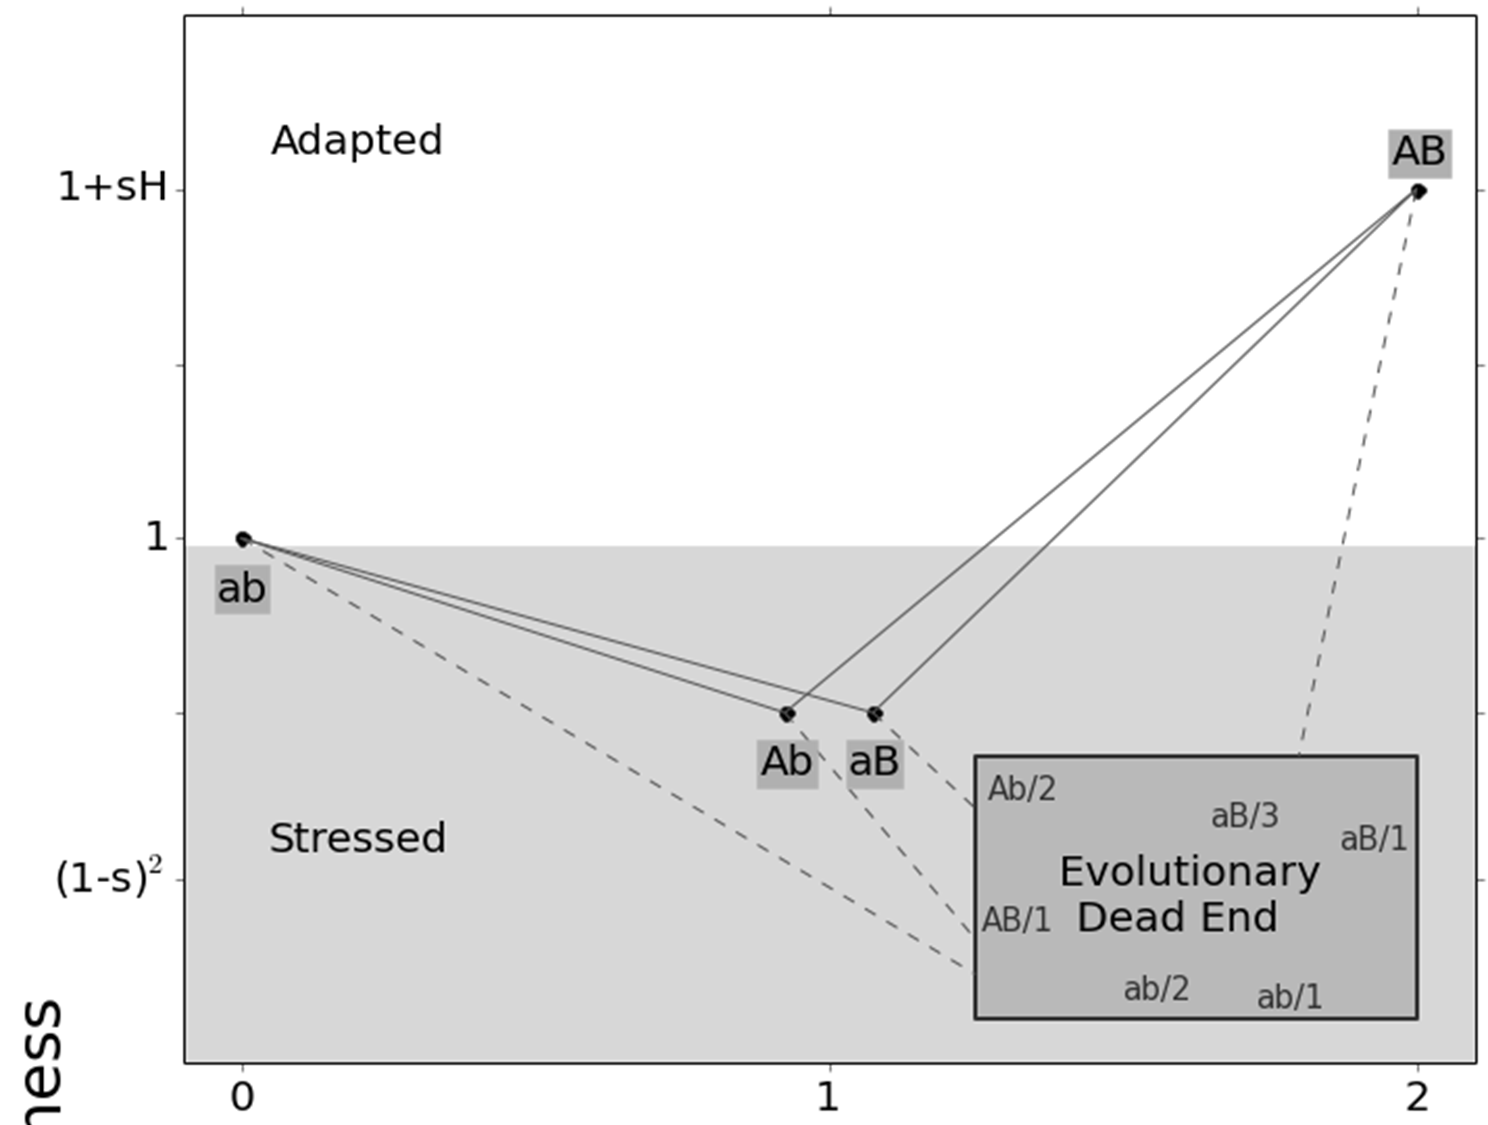 Adapted
AB
1+sH
1
ab
Ab
aB
Stressed
(1-s)²
Ab/2
aB/3
aB/1
Evolutionary
Dead End
AB/1
ab/2
ab/1
0
1
2